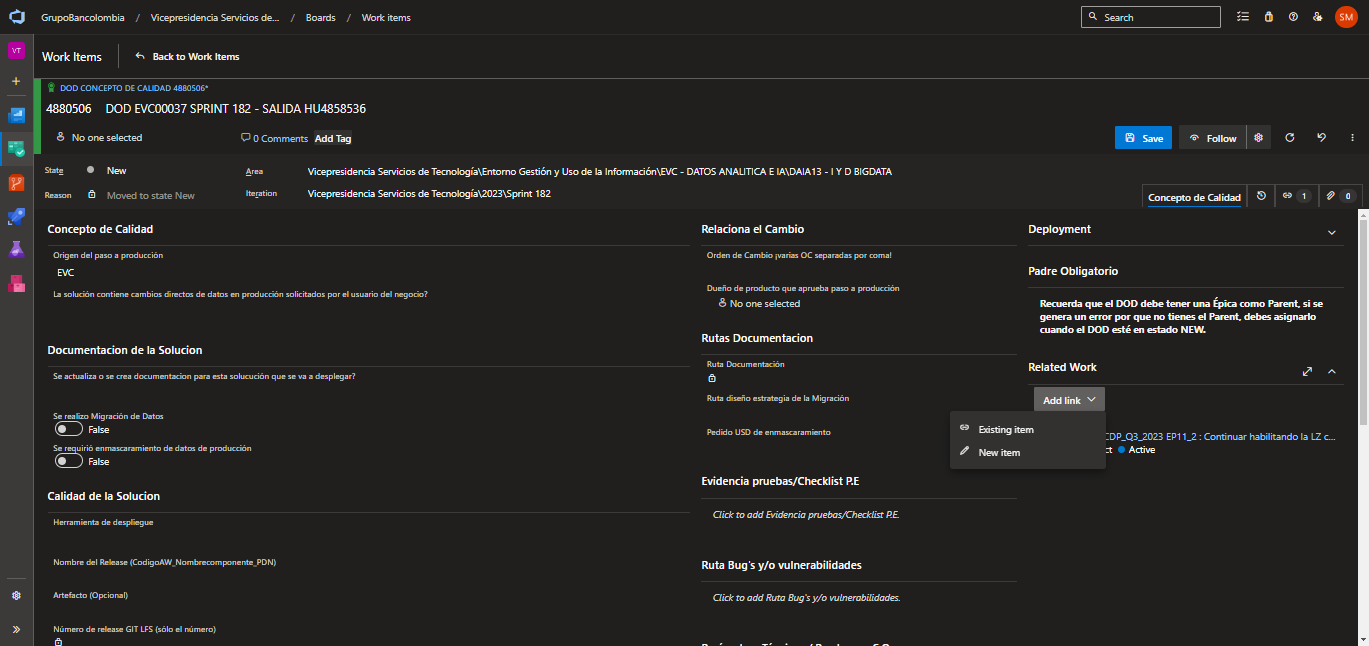 GrupoBancolombia / Vicepresidencia Servicios de... / Boards / Work items
Search
SM
VT
Work Items
Back to Work Items
DOD CONCEPTO DE CALIDAD 4880506*
4880506 DOD EVC00037 SPRINT 182 - SALIDA HU4858536
No one selected
0 Comments
Add Tag
Save
Follow
State
New
Area
Vicepresidencia Servicios de Tecnología\Entorno Gestión y Uso de la Información\EVC - DATOS ANALITICA E IA\DAIA13 - I Y D BIGDATA
Reason
Moved to state New
Iteration
Vicepresidencia Servicios de Tecnología\2023\Sprint 182
Concepto de Calidad
1
0
Concepto de Calidad
Origen del paso a producción
EVC
La solución contiene cambios directos de datos en producción solicitados por el usuario del negocio?
Documentacion de la Solucion
Se actualiza o se crea documentacion para esta solucución que se va a desplegar?
Se realizo Migración de Datos
False
Se requirió enmascaramiento de datos de producción
False
Calidad de la Solucion
Herramienta de despliegue
Nombre del Release (CodigoAW_Nombrecomponente_PDN)
Artefacto (Opcional)
Número de release GIT LFS (sólo el número)
Relaciona el Cambio
Orden de Cambio ¡varias OC separadas por coma!
Dueño de producto que aprueba paso a producción
No one selected
Rutas Documentacion
Ruta Documentación
Ruta diseño estrategia de la Migración
Pedido USD de enmascaramiento
Evidencia pruebas/Checklist P.E
Click to add Evidencia pruebas/Checklist P.E.
Ruta Bug's y/o vulnerabilidades
Click to add Ruta Bug's y/o vulnerabilidades.
Deployment
Padre Obligatorio
Recuerda que el DOD debe tener una Épica como Parent, si se
genera un error por que no tienes el Parent, debes asignarlo
cuando el DOD esté en estado NEW.
Related Work
Add link
Existing item
New item
CDP_Q3_2023 EP11_2 : Continuar habilitando la LZ c...
ct
Active